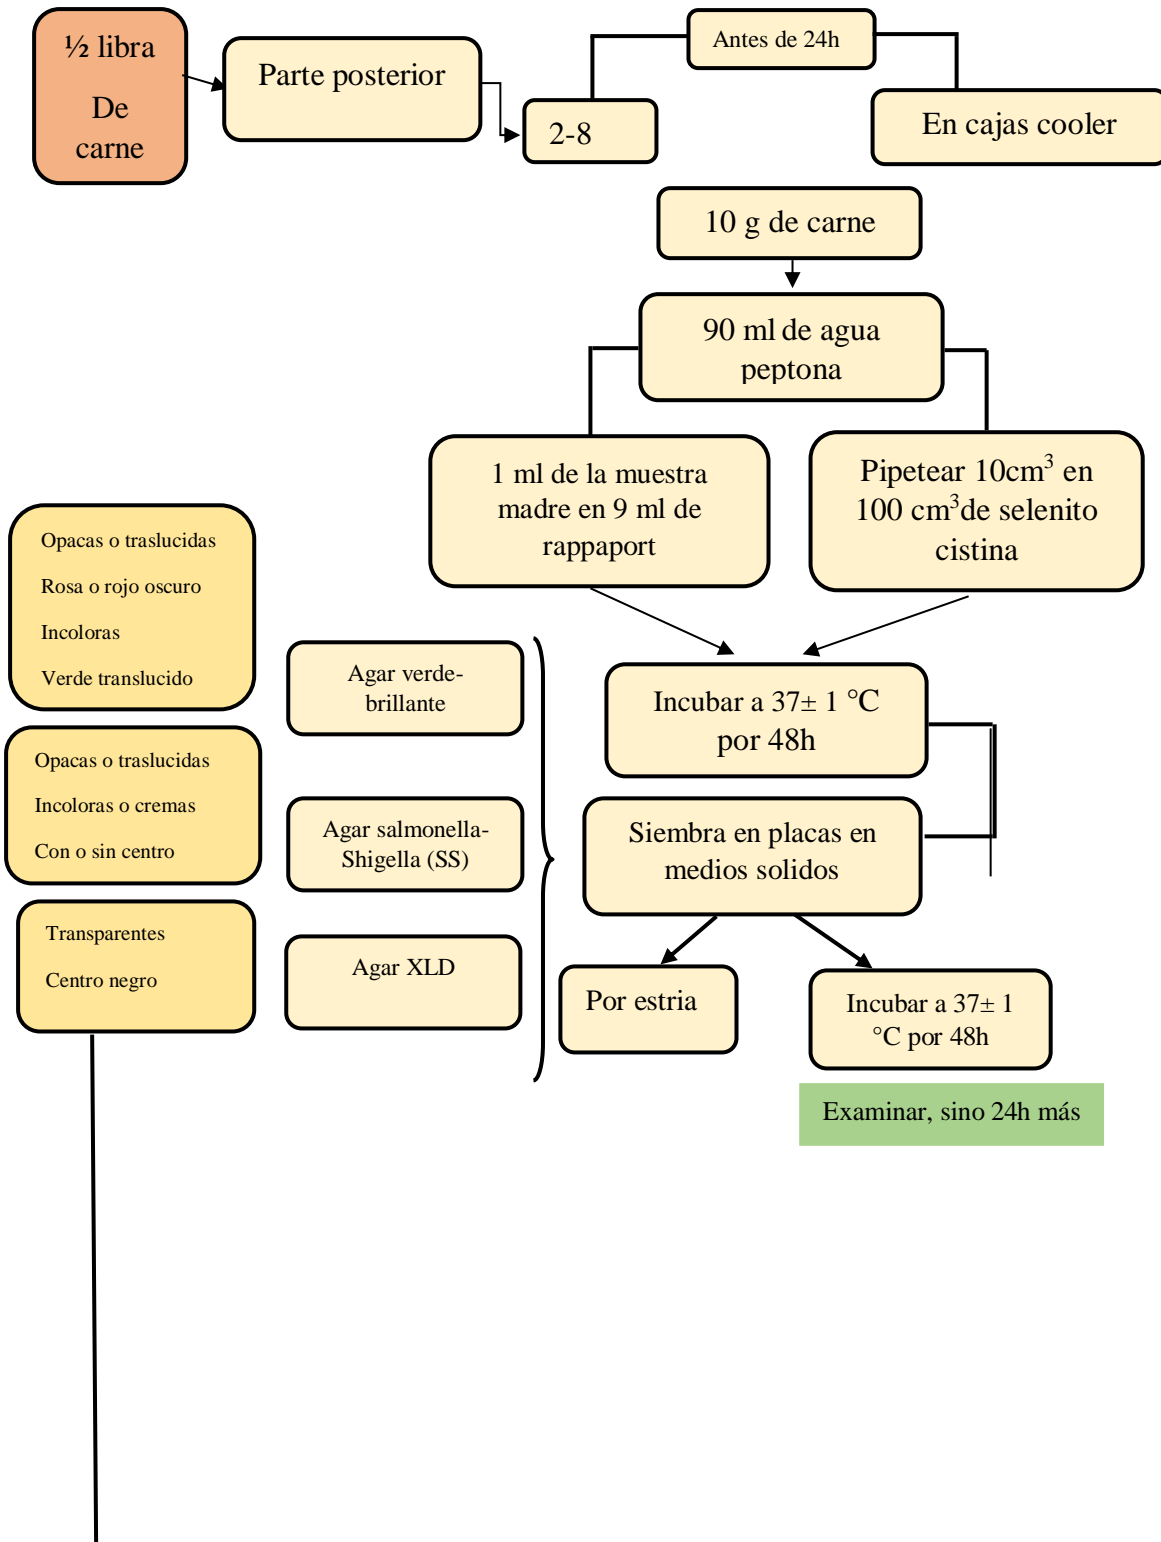 ½ libra
De
carne
Parte posterior
2-8
Antes de 24h
En cajas cooler
10 g de carne
90 ml de agua
peptona
1 ml de la muestra
madre en 9 ml de
rappaport
Pipetear 10cm³ en
100 cm³de selenito
cistina
Incubar a 37± 1 °C
por 48h
Siembra en placas en
medios solidos
Por estria
Incubar a 37± 1
°C por 48h
Examinar, sino 24h más
Agar verde-
brillante
Agar salmonella-
Shigella (SS)
Agar XLD
Opacas o traslucidas
Rosa o rojo oscuro
Incoloras
Verde translucido
Opacas o traslucidas
Incoloras o cremas
Con o sin centro
Transparentes
Centro negro